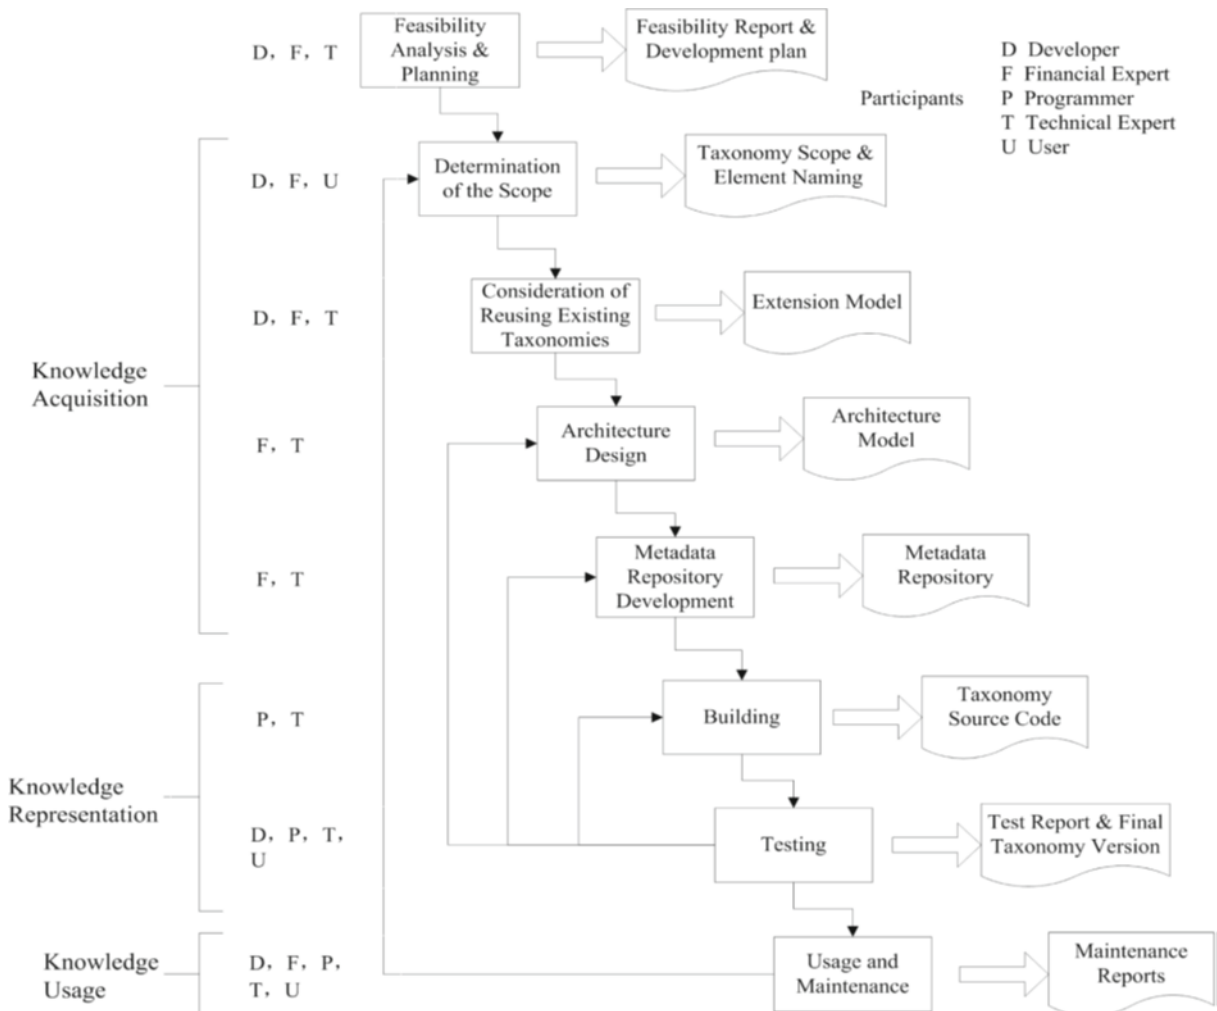 D, F, T
Feasibility
Analysis &
Planning
Feasibility Report &
Development plan
Participants
D Developer
F Financial Expert
P Programmer
T Technical Expert
U User
D, F, U
Determination
of the Scope
Taxonomy Scope &
Element Naming
D, F, T
Consideration of
Reusing Existing
Taxonomies
Extension Model
Knowledge
Acquisition
F, T
Architecture
Design
Architecture
Model
F, T
Metadata
Repository
Development
Metadata
Repository
P, T
Building
Taxonomy
Source Code
Knowledge
Representation
D, P, T,
U
Testing
Test Report & Final
Taxonomy Version
Knowledge
Usage
D, F, P,
T, U
Usage and
Maintenance
Maintenance
Reports